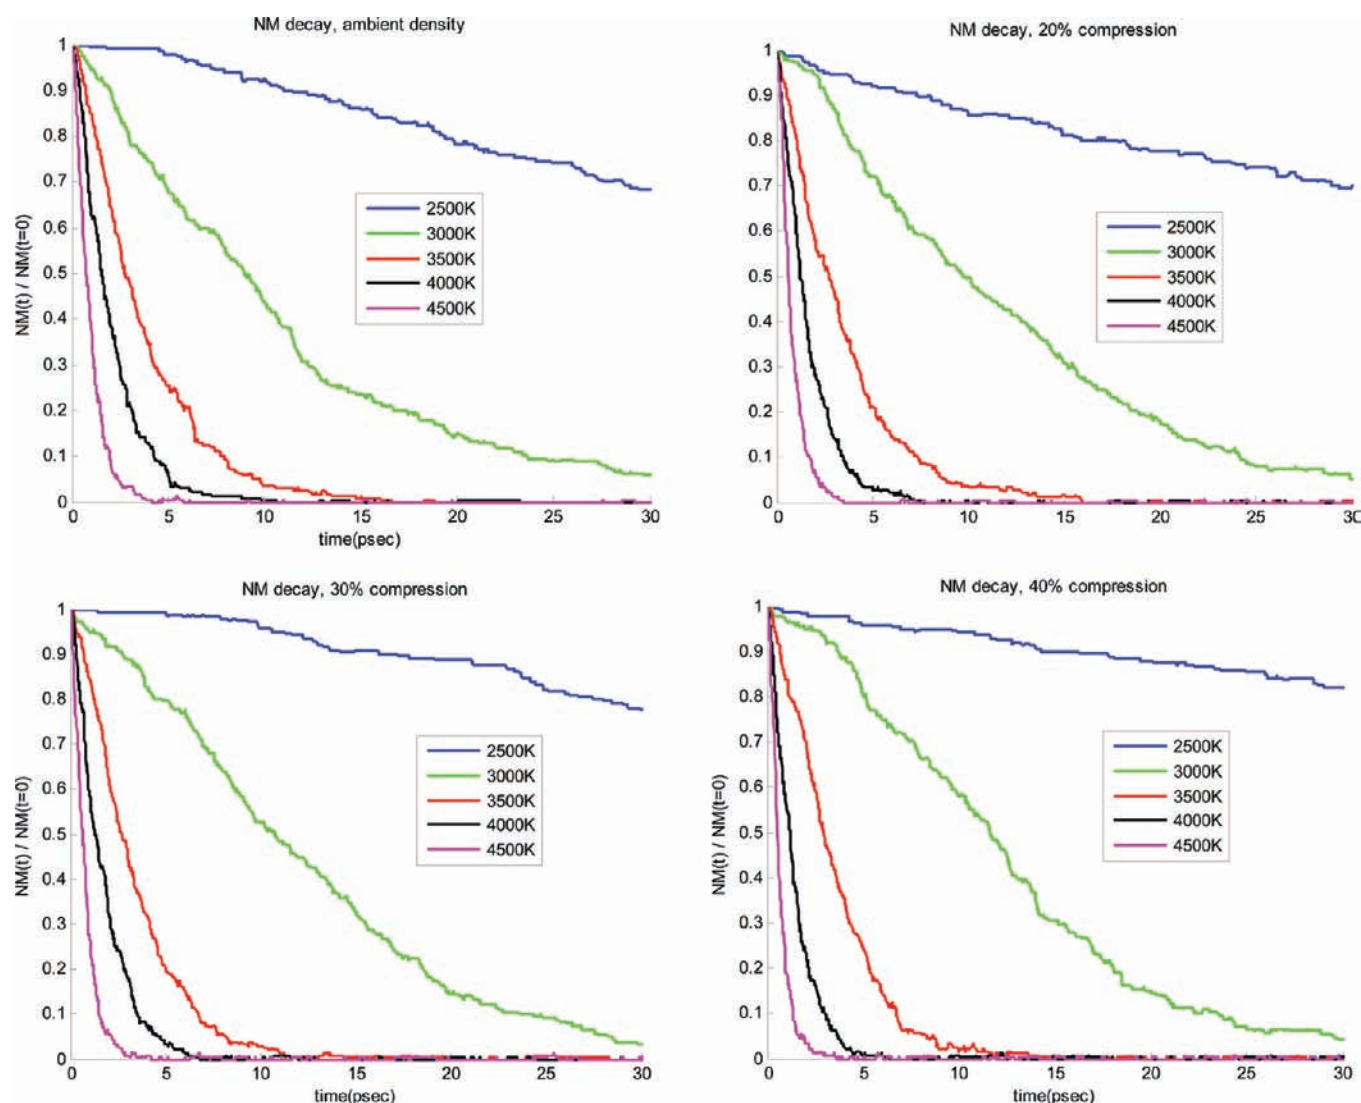 NM decay, ambient density
1
0.9
0.8
0.7
0.6
0.5
0.4
0.3
0.2
0.1
0
NM(t) / NM(t=0)
2500K
3000K
3500K
4000K
4500K
0 5 10 15 20 25 30
time(psec)
NM decay, 20% compression
1
0.9
0.8
0.7
0.6
0.5
0.4
0.3
0.2
0.1
0
2500K
3000K
3500K
4000K
4500K
0 5 10 15 20 25 30
NM decay, 30% compression
1
0.9
0.8
0.7
0.6
0.5
0.4
0.3
0.2
0.1
0
NM(t) / NM(t=0)
2500K
3000K
3500K
4000K
4500K
0 5 10 15 20 25 30
time(psec)
NM decay, 40% compression
1
0.9
0.8
0.7
0.6
0.5
0.4
0.3
0.2
0.1
0
NM(t) / NM(t=0)
2500K
3000K
3500K
4000K
4500K
0 5 10 15 20 25 30
time(psec)